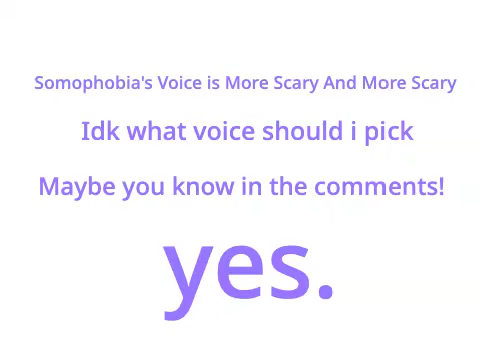 Somophobia's Voice is More Scary And More Scary
Idk what voice should i pick
Maybe you know in the comments!
yes.